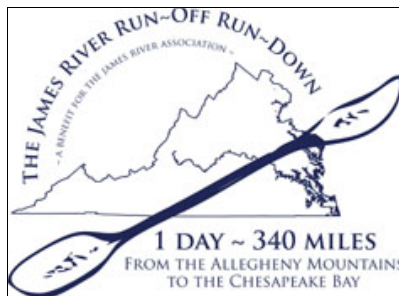 THE JAMES RIVER RUN~OFF RUN~DOWN
~ A BENEFIT FOR THE JAMES RIVER ASSOCIATION ~
1 DAY ~ 340 MILES
FROM THE ALLEGHENY MOUNTAINS
TO THE CHESAPEAKE BAY